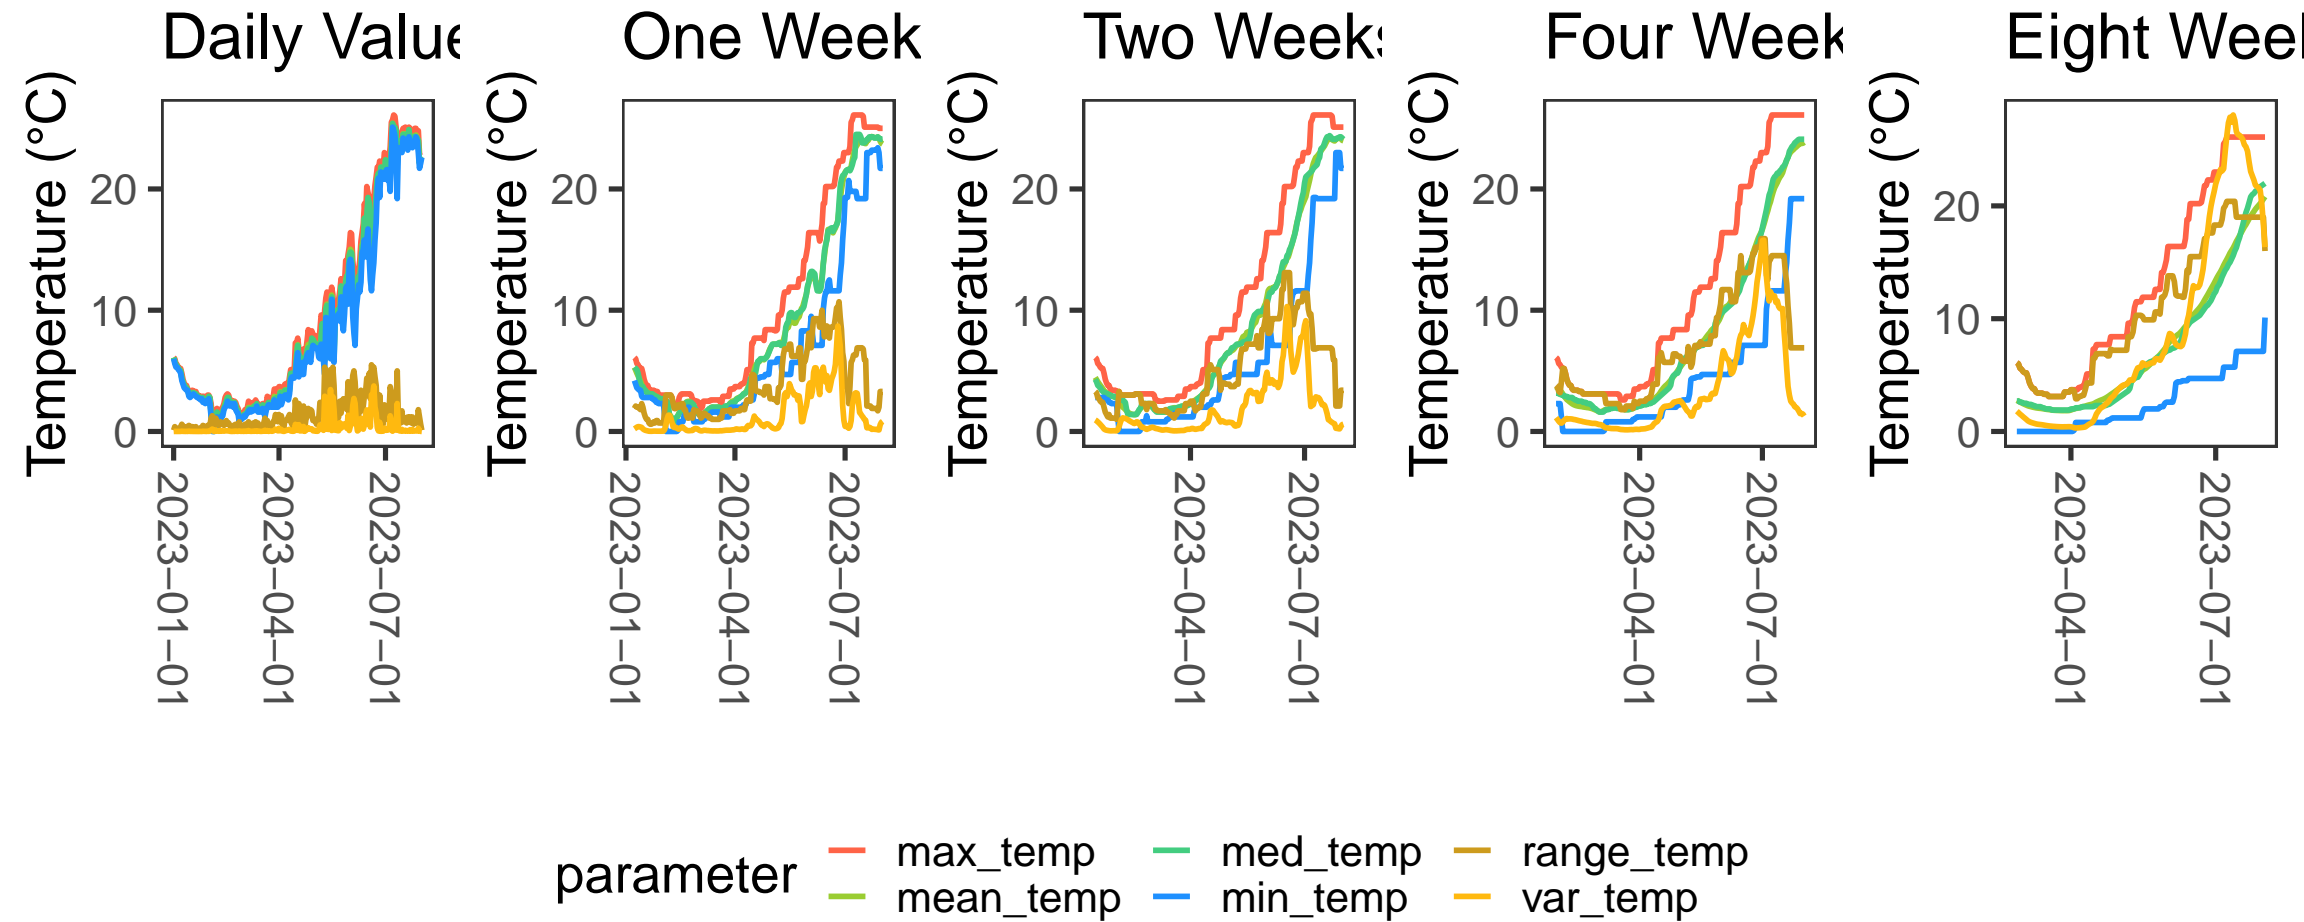 Daily Value
One Week
Two Weeks
Four Week
Eight Wee
Temperature (°C)
20
10
0
2023-01-01
2023-04-01
2023-07-01
Temperature (°C)
20
10
0
2023-01-01
2023-04-01
2023-07-01
Temperature (°C)
20
10
0
2023-04-01
2023-07-01
Temperature (°C)
20
10
0
2023-04-01
2023-07-01
Temperature (°C)
20
10
0
2023-04-01
2023-07-01
parameter
max_temp
med_temp
range_temp
mean_temp
min_temp
var_temp